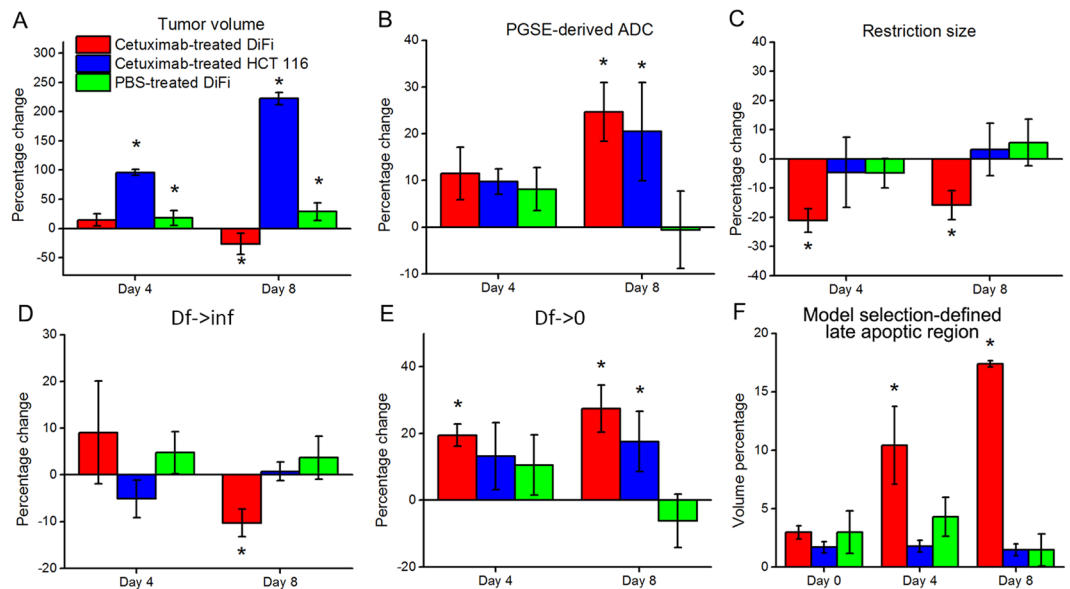 A
Tumor volume
Cetuximab-treated DiFi
Cetuximab-treated HCT 116
PBS-treated DiFi
Percentage change
300
250
200
150
100
50
0
-50
*
*
*
*
*
Day 4
Day 8
B
PGSE-derived ADC
Percentage change
40
30
20
10
0
-10
*
*
Day 4
Day 8
C
Restriction size
Percentage change
40
30
20
10
0
-10
-20
-30
-40
*
*
Day 4
Day 8
D
Df->inf
Percentage change
30
20
10
0
-10
-20
*
Day 4
Day 8
E
Df->0
Percentage change
40
20
0
-20
*
*
*
Day 4
Day 8
F
Model selection-defined
late apoptic region
Volume percentage
20
15
10
5
0
*
*
Day 0
Day 4
Day 8